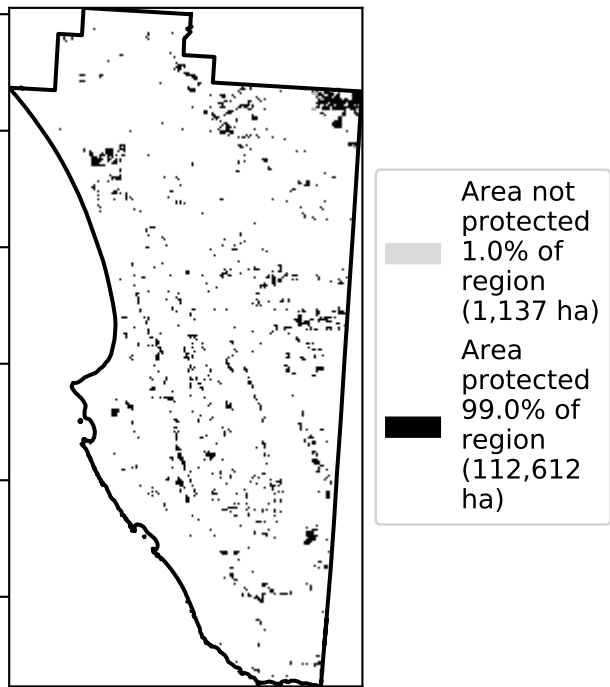 Area not
protected
1.0% of
region
(1,137 ha)
Area
protected
99.0% of
region
(112,612
ha)